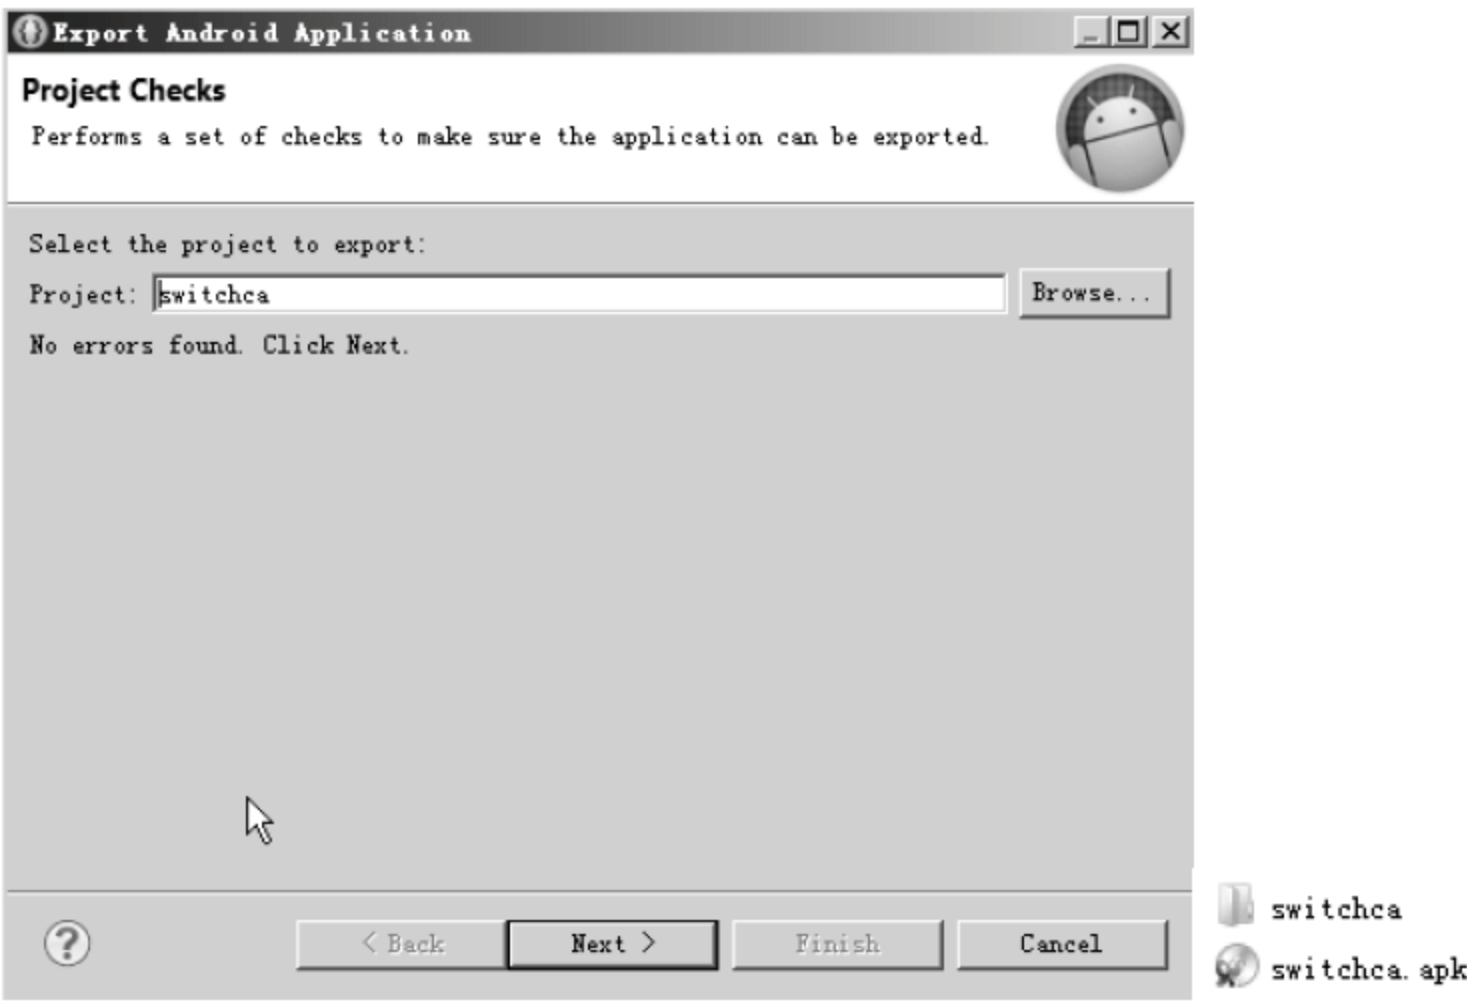 Export Android Application
Project Checks
Performs a set of checks to make sure the application can be exported.
Select the project to export:
Project: switchca Browse...
No errors found. Click Next.
? < Back Next > Finish Cancel
switchca
switchca.apk